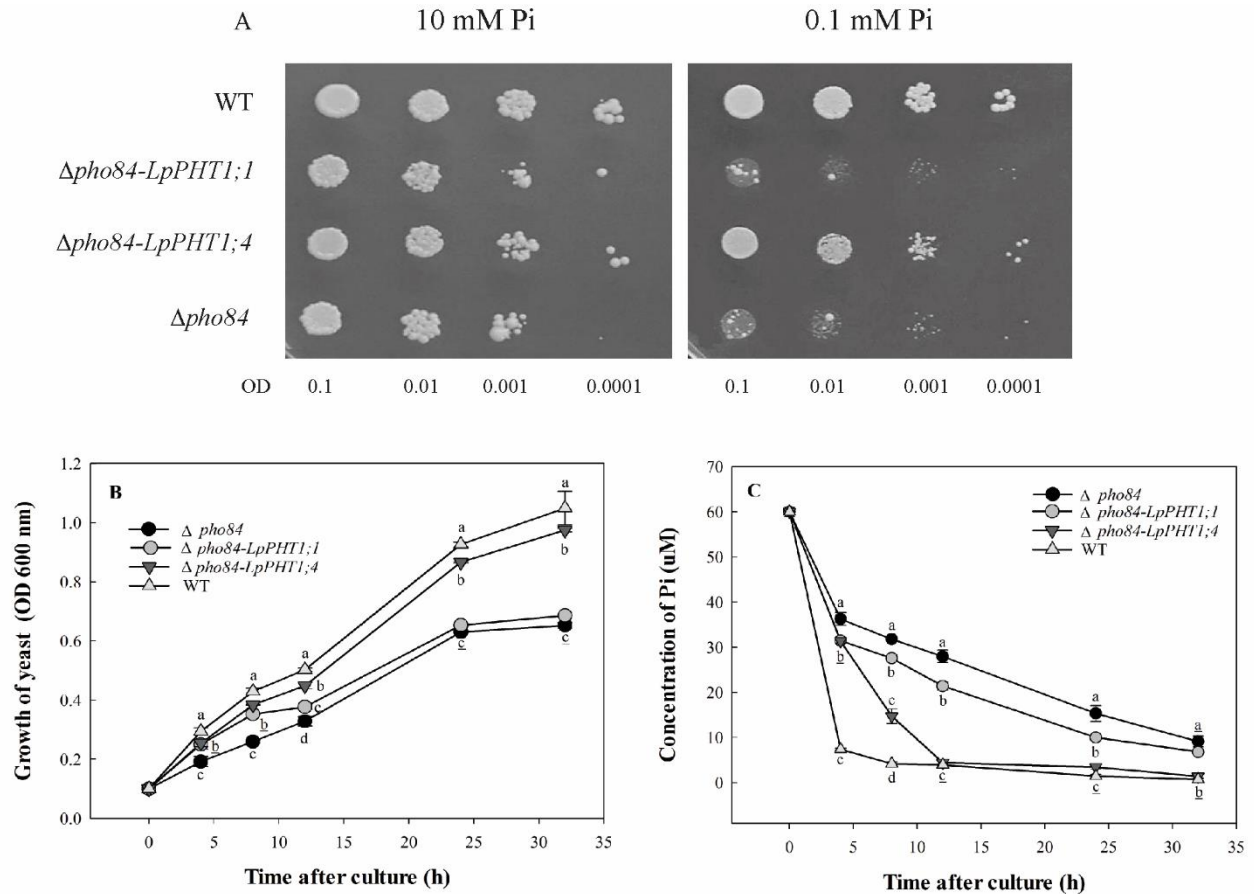 A 10 mM Pi 0.1 mM Pi
WT
Δpho84-LpPHT1;1
Δpho84-LpPHT1;4
Δpho84
OD 0.1 0.01 0.001 0.0001 0.1 0.01 0.001 0.0001
B
Growth of yeast (OD 600 nm)
1.2
1.0
0.8
0.6
0.4
0.2
0.0
Δ pho84
Δ pho84-LpPHT1;1
Δ pho84-LpPHT1;4
WT
a a a a a
b b b b b
c c c c c
d
0 5 10 15 20 25 30 35
Time after culture (h)
C
Concentration of Pi (uM)
70
60
50
40
30
20
10
0
Δ pho84
Δ pho84-LpPHT1;1
Δ pho84-LpPHT1;4
WT
a a a a a
b b b b b
c c c c
d
0 5 10 15 20 25 30 35
Time after culture (h)